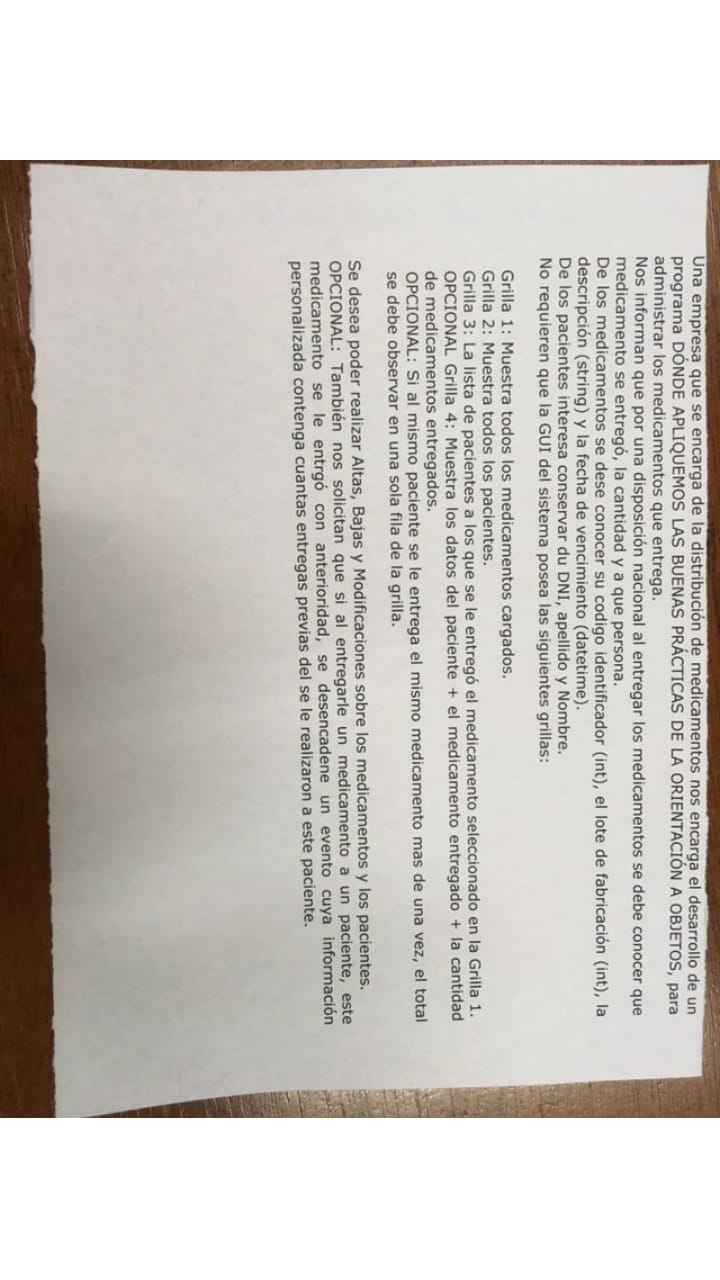 Una empresa que se encarga de la distribución de medicamentos nos encarga el desarrollo de un
programa DÓNDE APLIQUEMOS LAS BUENAS PRÁCTICAS DE LA ORIENTACIÓN A OBJETOS, para
administrar los medicamentos que entrega.
Nos informan que por una disposición nacional al entregar los medicamentos se debe conocer que
medicamento se entregó, la cantidad y a que persona.
De los medicamentos se dese conocer su codigo identificador (int), el lote de fabricación (int), la
descripción (string) y la fecha de vencimiento (datetime).
De los pacientes interesa conservar du DNI, apellido y Nombre.
No requieren que la GUI del sistema posea las siguientes grillas:
Grilla 1: Muestra todos los medicamentos cargados.
Grilla 2: Muestra todos los pacientes.
Grilla 3: La lista de pacientes a los que se le entregó el medicamento seleccionado en la Grilla 1.
OPCIONAL Grilla 4: Muestra los datos del paciente + el medicamento entregado + la cantidad
de medicamentos entregados.
OPCIONAL: Si al mismo paciente se le entrega el mismo medicamento mas de una vez, el total
se debe observar en una sola fila de la grilla.
Se desea poder realizar Altas, Bajas y Modificaciones sobre los medicamentos y los pacientes.
OPCIONAL: También nos solicitan que si al entregarle un medicamento a un paciente, este
medicamento se le entrgó con anterioridad, se desencadene un evento cuya información
personalizada contenga cuantas entregas previas del se le realizaron a este paciente.